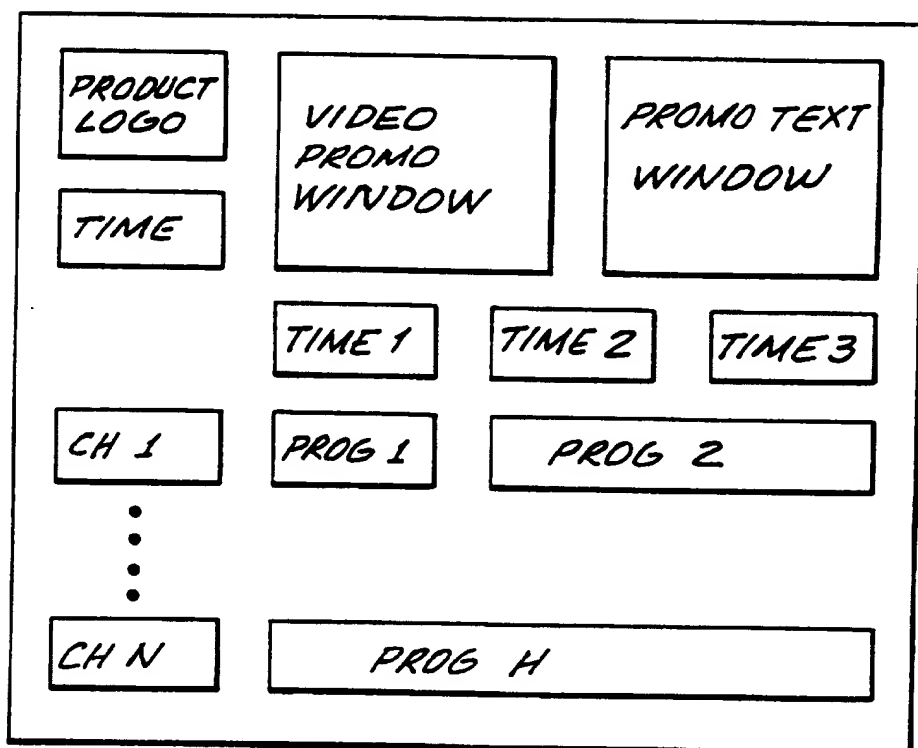 PRODUCT
LOGO
VIDEO
PROMO
WINDOW
PROMO TEXT
WINDOW
TIME
TIME 1
TIME 2
TIME 3
CH 1
PROG 1
PROG 2
CH N
PROG H